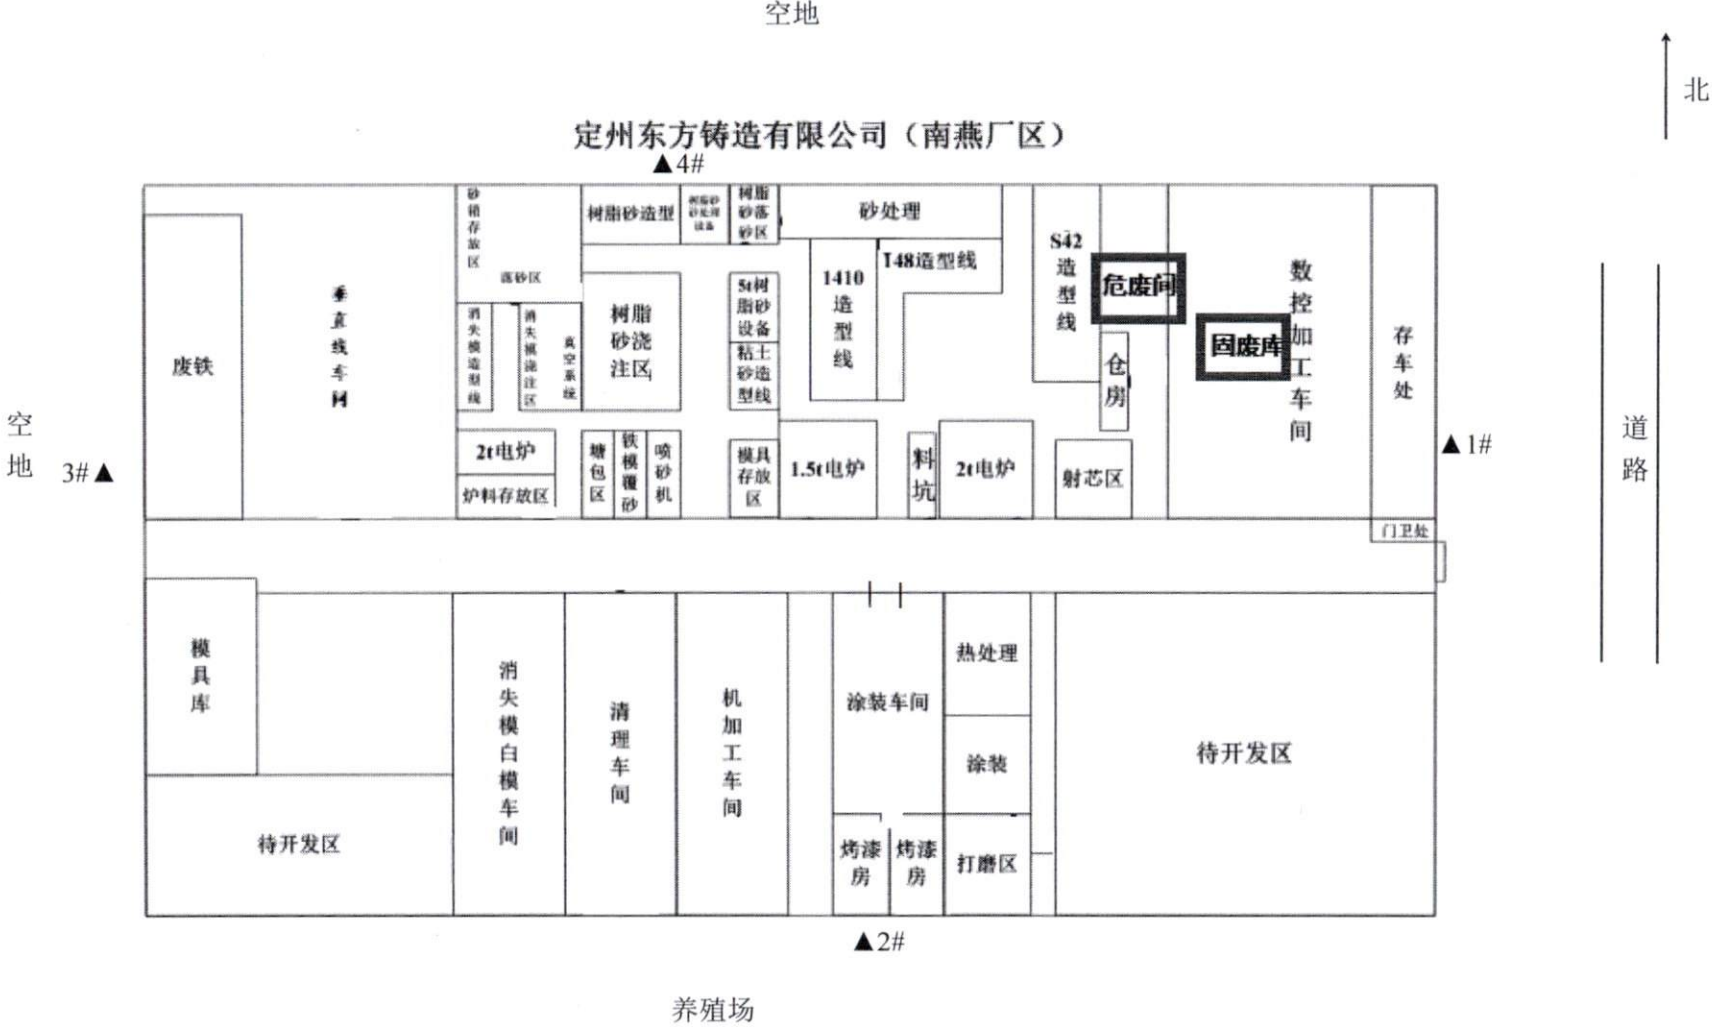 空地
北
定州东方铸造有限公司（南燕厂区）
▲4#
砂箱存放区
落砂区
树脂砂造型
树脂砂砂处理设备
树脂砂落砂区
砂处理
1410造型线
148造型线
S42造型线
危废间
固废库
数控加工车间
存车处
废铁
垂直线车间
消失模造型线
消失模浇注区
真空系统
树脂砂浇注区
5t树脂砂设备
粘土砂造型线
仓房
空地
3#▲
▲1#
道路
2t电炉
炉料存放区
塘包区
铁模覆砂
喷砂机
模具存放区
1.5t电炉
料坑
2t电炉
射芯区
门卫处
模具库
待开发区
消失模白模车间
清理车间
机加工车间
涂装车间
热处理
涂装
烤漆房
烤漆房
打磨区
待开发区
▲2#
养殖场